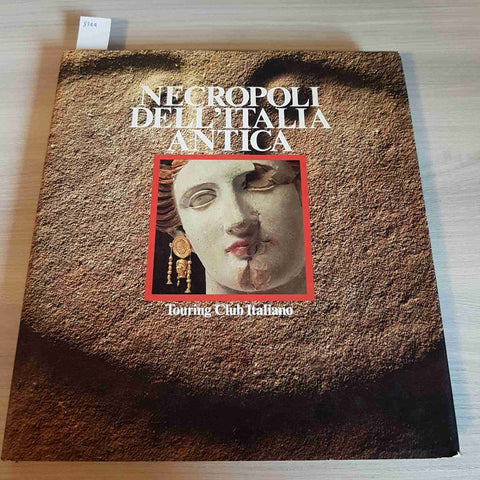 NECROPOLI
DELL'ITALIA
ANTICA
Touring Club Italiano